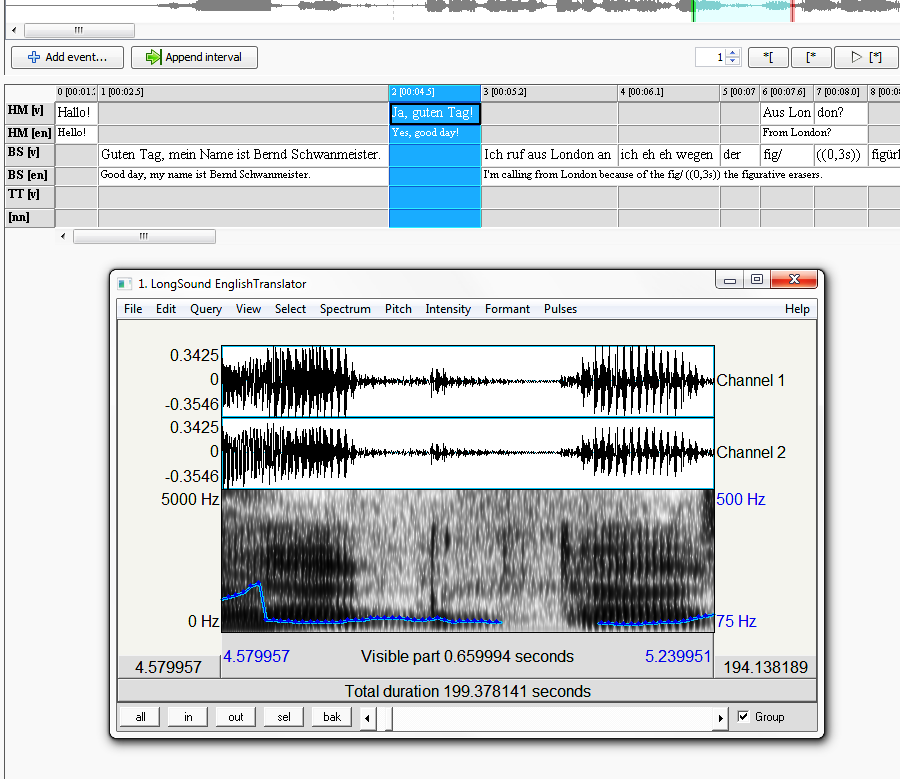 Add event... Append interval 1 *[ [* [*]
0 [00:01.: 1 [00:02.5] 2 [00:04.5] 3 [00:05.2] 4 [00:06.1] 5 [00:07 6 [00:07.6] 7 [00:08.0] 8 [00:0
HM [v] Hallo! Ja, guten Tag! Aus Lon don?
HM [en] Hello! Yes, good day! From London?
BS [v] Guten Tag, mein Name ist Bernd Schwanmeister. Ich ruf aus London an ich eh eh wegen der fig/ ((0,3s)) figürl
BS [en] Good day, my name is Bernd Schwanmeister. I'm calling from London because of the fig/ ((0,3s)) the figurative erasers.
TT [v]
[nn]
1. LongSound EnglishTranslator
File Edit Query View Select Spectrum Pitch Intensity Formant Pulses Help
0.3425
0 Channel 1
-0.3546
0.3425
0 Channel 2
-0.3546
5000 Hz 500 Hz
0 Hz 75 Hz
4.579957 Visible part 0.659994 seconds 5.239951
4.579957 194.138189
Total duration 199.378141 seconds
all in out sel bak Group